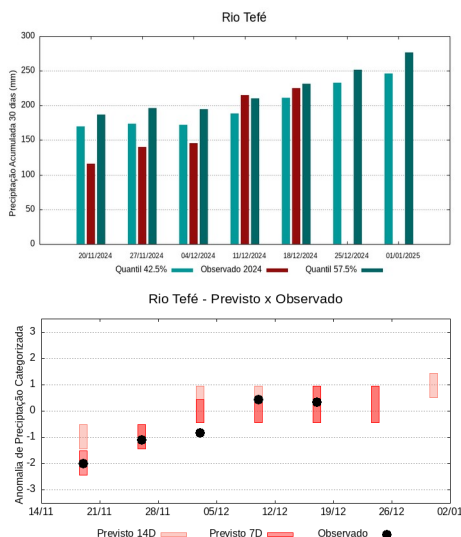 Rio Tefé
Precipitação Acumulada 30 dias (mm)
300
250
200
150
100
50
0
20/11/2024 27/11/2024 04/12/2024 11/12/2024 18/12/2024 25/12/2024 01/01/2025
Quantil 42.5% Observado 2024 Quantil 57.5%
Rio Tefé - Previsto x Observado
Anomalia de Preciptação Categorizada
3
2
1
0
-1
-2
-3
14/11 21/11 28/11 05/12 12/12 19/12 26/12 02/01
Previsto 14D Previsto 7D Observado